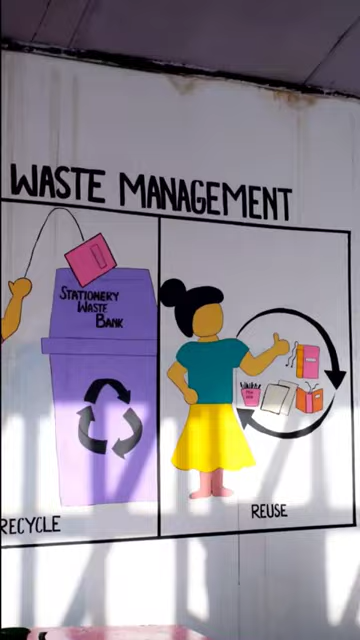 WASTE MANAGEMENT
STATIONERY
WASTE
BANK
RECYCLE
REUSE